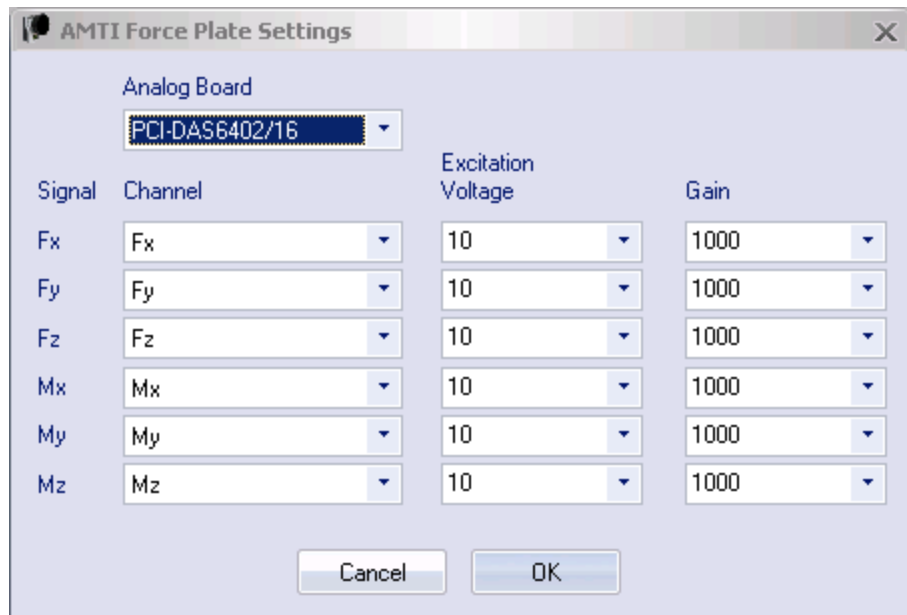 AMTI Force Plate Settings
Analog Board
PCI-DAS6402/16
Signal Channel Excitation Voltage Gain
Fx Fx 10 1000
Fy Fy 10 1000
Fz Fz 10 1000
Mx Mx 10 1000
My My 10 1000
Mz Mz 10 1000
Cancel OK